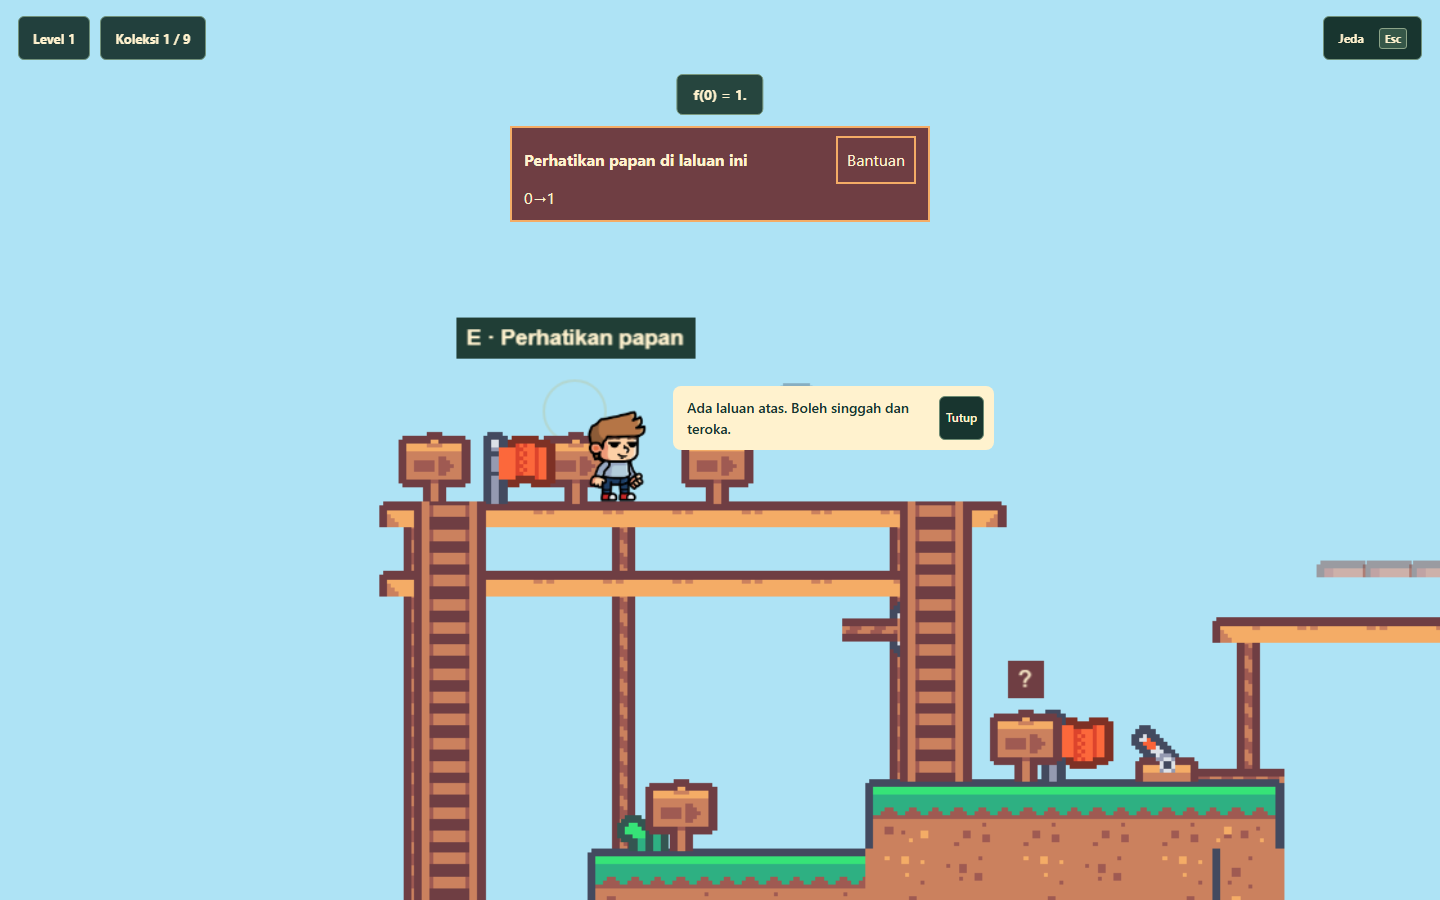 Level 1
Koleksi 1 / 9
Jeda Esc
f(0) = 1.
Perhatikan papan di laluan ini
Bantuan
0→1
E · Perhatikan papan
Ada laluan atas. Boleh singgah dan
teroka.
Tutup
?